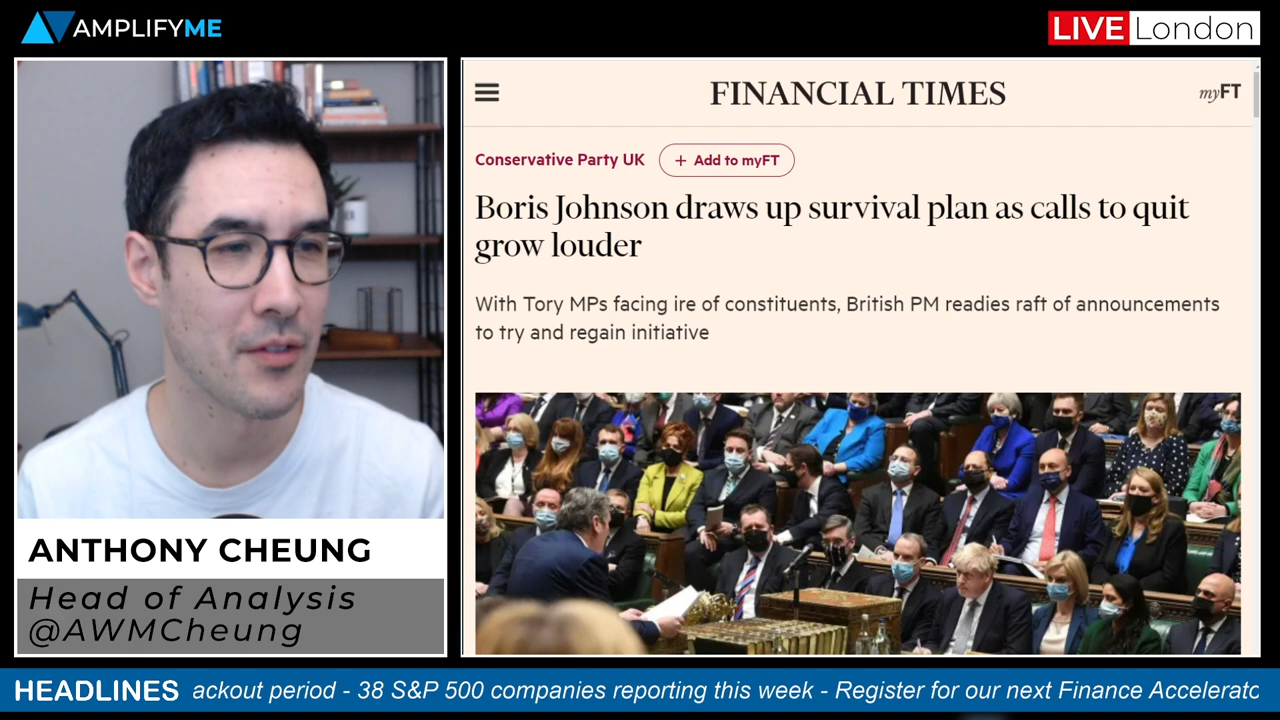 AMPLIFYME
LIVE London
FINANCIAL TIMES
myFT
Conservative Party UK
+ Add to myFT
Boris Johnson draws up survival plan as calls to quit
grow louder
With Tory MPs facing ire of constituents, British PM readies raft of announcements
to try and regain initiative
ANTHONY CHEUNG
Head of Analysis
@AWMCheung
HEADLINES ackout period - 38 S&P 500 companies reporting this week - Register for our next Finance Acceleratc